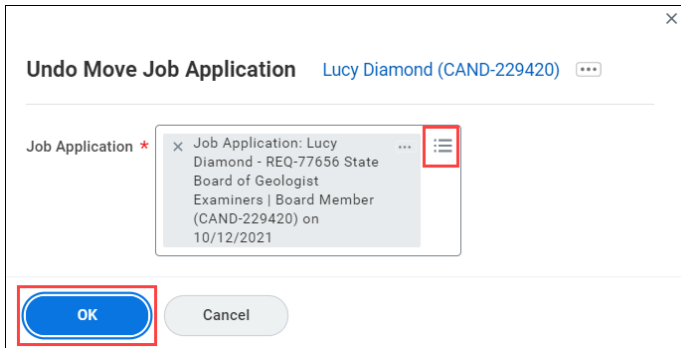 Undo Move Job Application Lucy Diamond (CAND-229420)
Job Application *
Job Application: Lucy
Diamond - REQ-77656 State
Board of Geologist
Examiners | Board Member
(CAND-229420) on
10/12/2021
OK Cancel